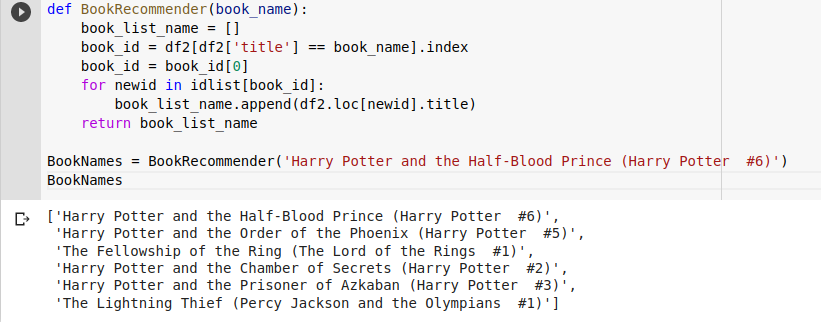 def BookRecommender(book_name):
    book_list_name = []
    book_id = df2[df2['title'] == book_name].index
    book_id = book_id[0]
    for newid in idlist[book_id]:
        book_list_name.append(df2.loc[newid].title)
    return book_list_name

BookNames = BookRecommender('Harry Potter and the Half-Blood Prince (Harry Potter  #6)')
BookNames
['Harry Potter and the Half-Blood Prince (Harry Potter  #6)',
 'Harry Potter and the Order of the Phoenix (Harry Potter  #5)',
 'The Fellowship of the Ring (The Lord of the Rings  #1)',
 'Harry Potter and the Chamber of Secrets (Harry Potter  #2)',
 'Harry Potter and the Prisoner of Azkaban (Harry Potter  #3)',
 'The Lightning Thief (Percy Jackson and the Olympians  #1)']